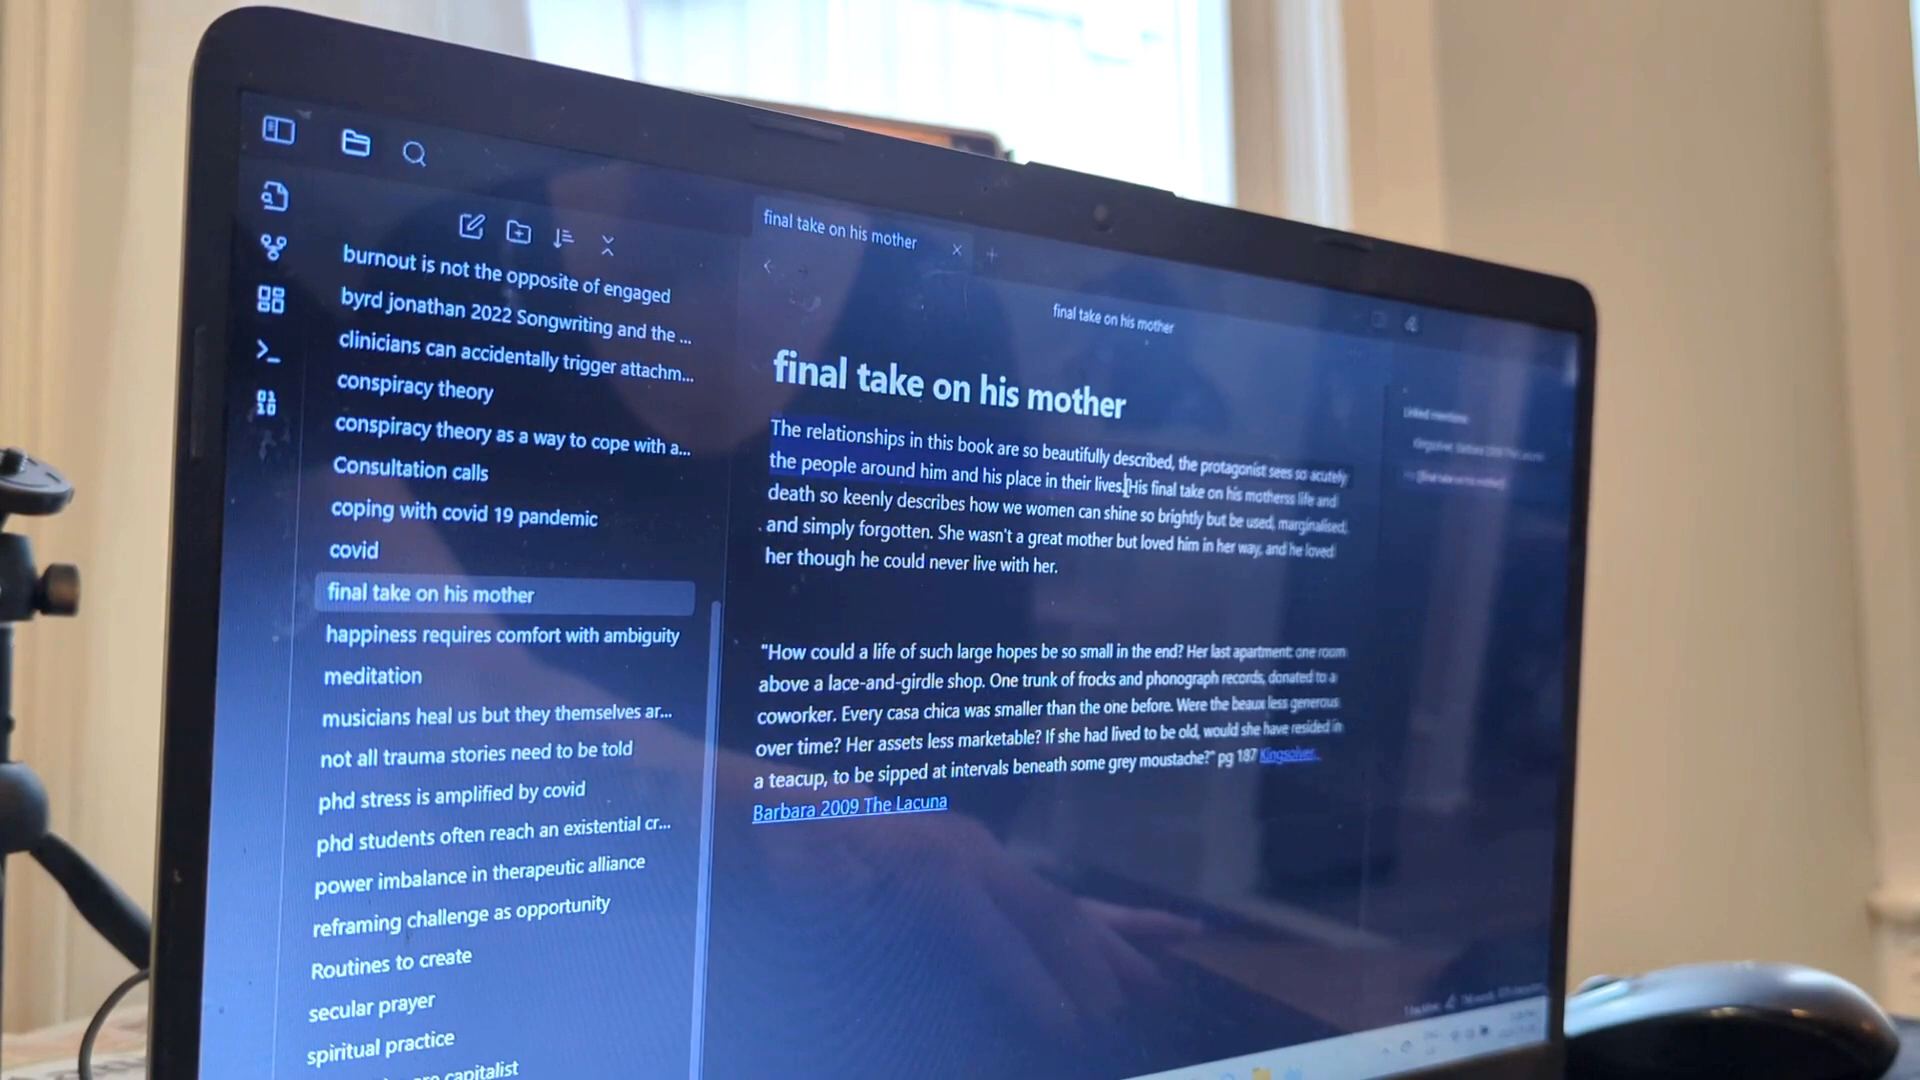 final take on his mother
burnout is not the opposite of engaged
byrd jonathan 2022 Songwriting and the ...
clinicians can accidentally trigger attachm...
conspiracy theory
conspiracy theory as a way to cope with a...
Consultation calls
coping with covid 19 pandemic
covid
final take on his mother
happiness requires comfort with ambiguity
meditation
musicians heal us but they themselves ar...
not all trauma stories need to be told
phd stress is amplified by covid
phd students often reach an existential cr...
power imbalance in therapeutic alliance
reframing challenge as opportunity
Routines to create
secular prayer
spiritual practice
capitalist
final take on his mother
final take on his mother
The relationships in this book are so beautifully described, the protagonist sees so acutely
the people around him and his place in their lives. His final take on his motherss life and
death so keenly describes how we women can shine so brightly but be used, marginalised,
and simply forgotten. She wasn't a great mother but loved him in her way, and he loved
her though he could never live with her.
"How could a life of such large hopes be so small in the end? Her last apartment: one room
above a lace-and-girdle shop. One trunk of frocks and phonograph records, donated to a
coworker. Every casa chica was smaller than the one before. Were the beaux less generous
over time? Her assets less marketable? If she had lived to be old, would she have resided in
a teacup, to be sipped at intervals beneath some grey moustache?" pg 187 Kingsolver,
Barbara 2009 The Lacuna
Linked mentions